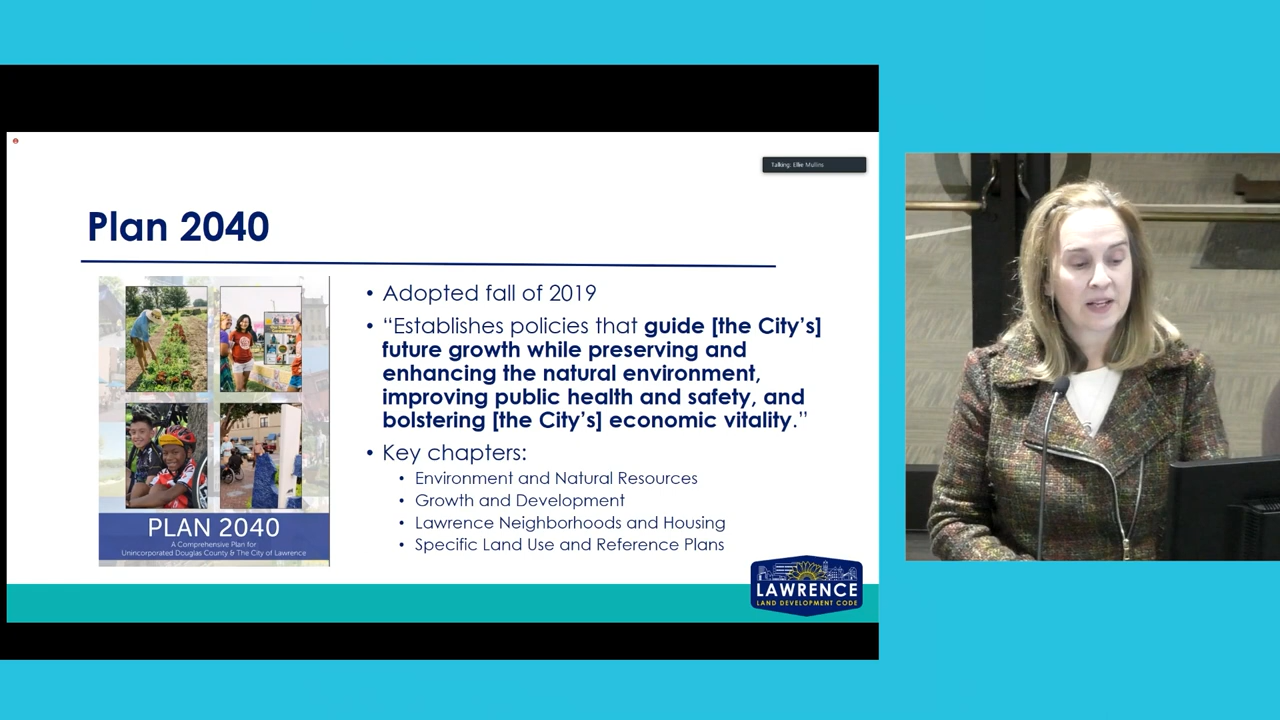 Talking: Ellie Mullins
Plan 2040
• Adopted fall of 2019
• “Establishes policies that guide [the City’s]
future growth while preserving and
enhancing the natural environment,
improving public health and safety, and
bolstering [the City’s] economic vitality.”
• Key chapters:
• Environment and Natural Resources
• Growth and Development
• Lawrence Neighborhoods and Housing
• Specific Land Use and Reference Plans
PLAN 2040
A Comprehensive Plan for
Unincorporated Douglas County & The City of Lawrence
LAWRENCE
LAND DEVELOPMENT CODE